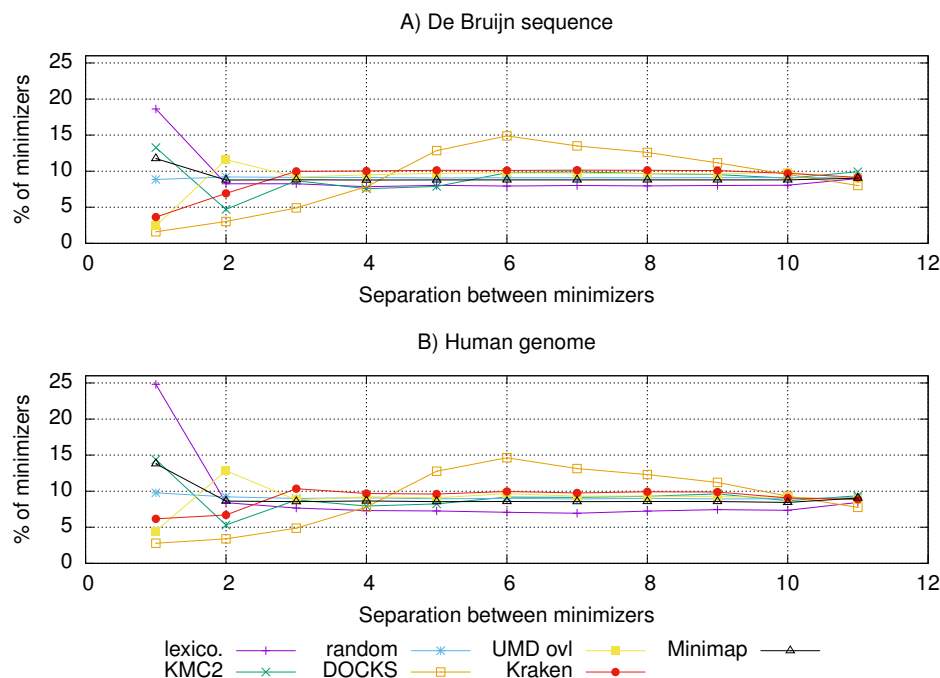 A) De Bruijn sequence
25
20
15
10
5
0
% of minimizers
0 2 4 6 8 10 12
Separation between minimizers
B) Human genome
25
20
15
10
5
0
% of minimizers
0 2 4 6 8 10 12
Separation between minimizers
lexico. random UMD ovl Minimap
KMC2 DOCKS Kraken